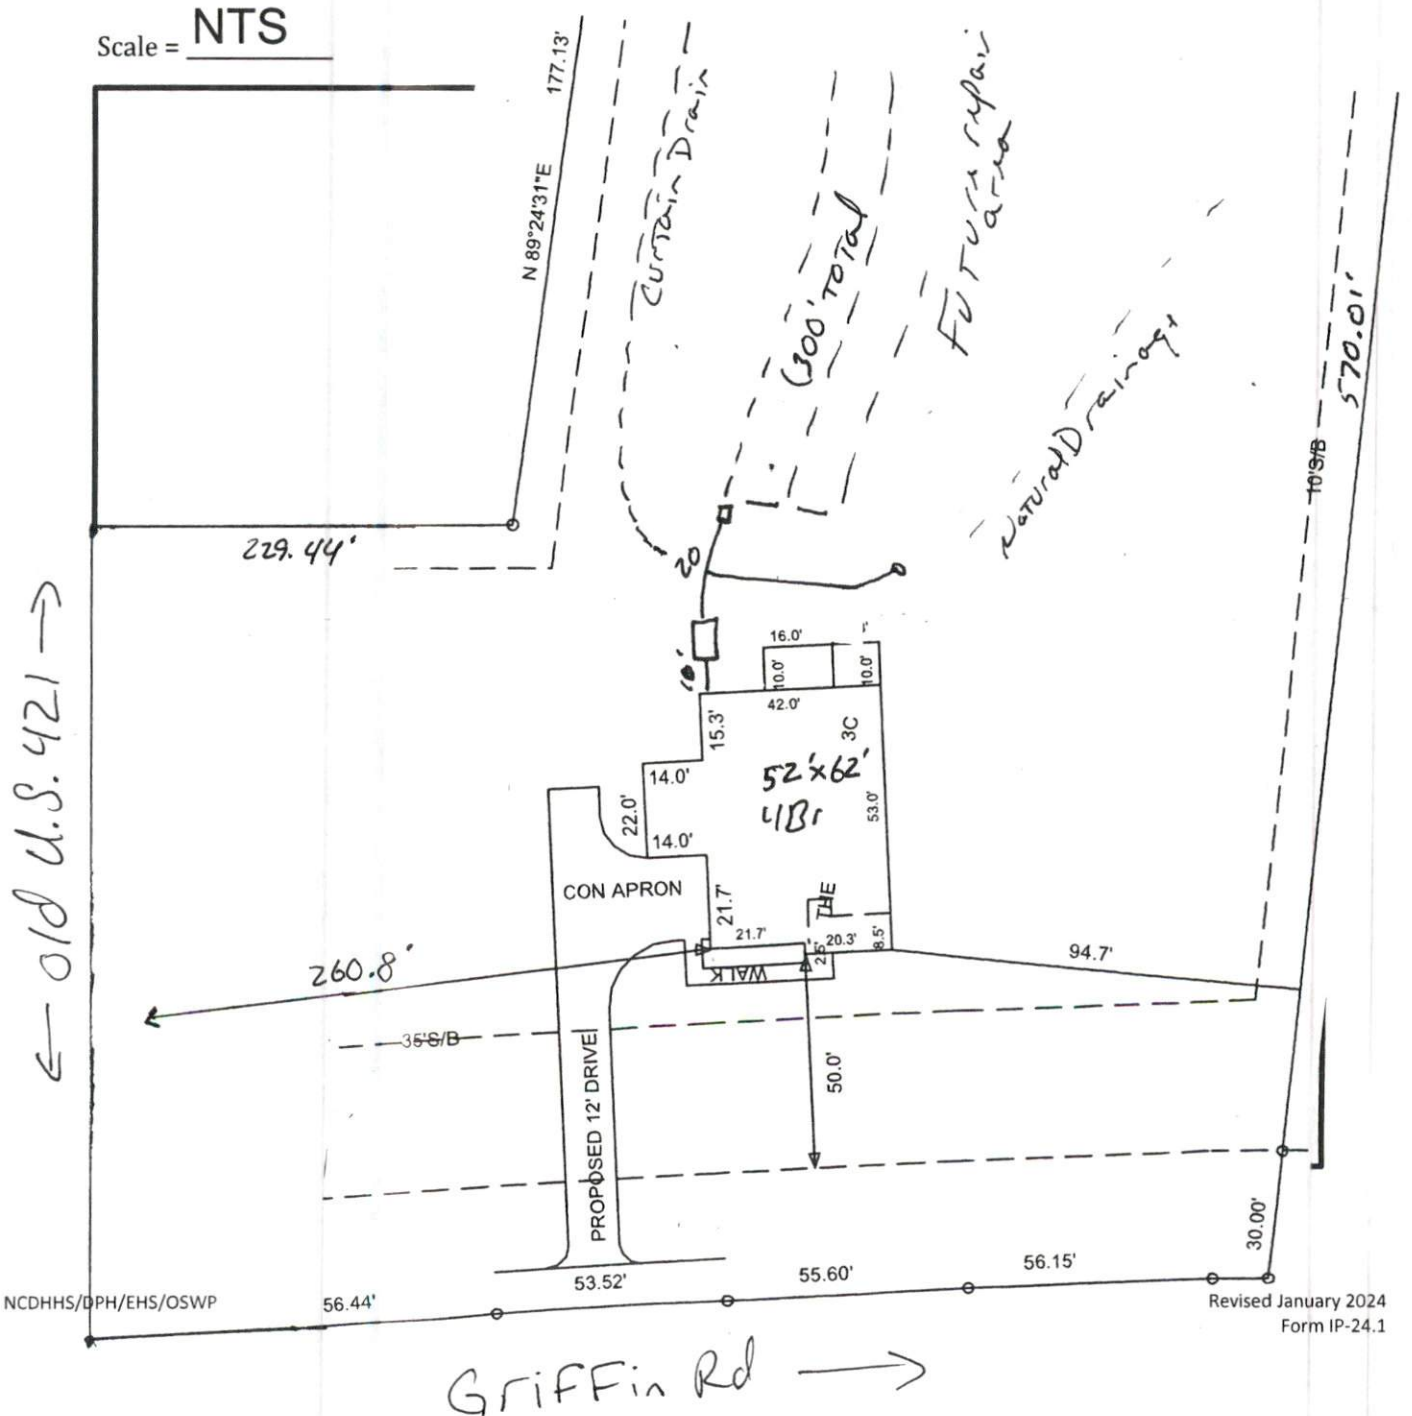 Scale = NTS
177.13'
N 89°24'31"E
Curtain Drain
(300' TOTAL
FUTURE repair
area
Natural Drainage
570.01'
10'S/B
229.44'
20
10'
16.0'
10.0'
10.0'
42.0'
15.3'
3C
14.0'
52'x62'
4Br
22.0'
53.0'
14.0'
CON APRON
THE
21.7'
21.7'
20.3'
8.5'
2.5'
WALK
← Old U.S. 421 →
260.8'
94.7'
35'S/B
50.0'
PROPOSED 12' DRIVE
30.00'
56.15'
55.60'
53.52'
56.44'
NCDHHS/DPH/EHS/OSWP
Revised January 2024
Form IP-24.1
Griffin Rd →